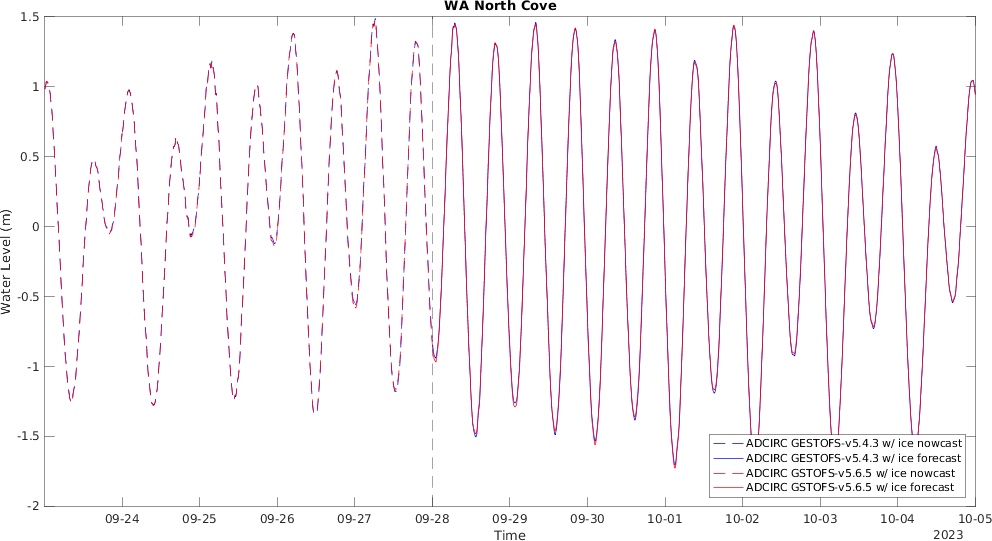 WA North Cove
1.5
1
0.5
0
-0.5
-1
-1.5
-2
Water Level (m)
09-24 09-25 09-26 09-27 09-28 09-29 09-30 10-01 10-02 10-03 10-04 10-05
Time
2023
ADCIRC GESTOFS-v5.4.3 w/ ice nowcast
ADCIRC GESTOFS-v5.4.3 w/ ice forecast
ADCIRC GSTOFS-v5.6.5 w/ ice nowcast
ADCIRC GSTOFS-v5.6.5 w/ ice forecast